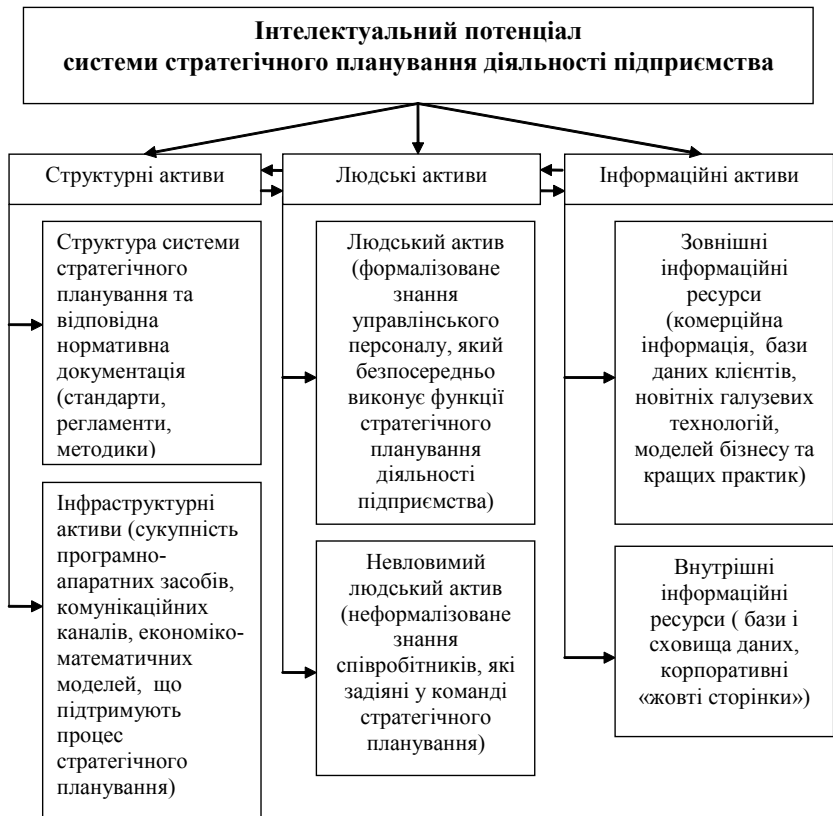 Інтелектуальний потенціал
системи стратегічного планування діяльності підприємства
Структурні активи
Людські активи
Інформаційні активи
Структура системи
стратегічного
планування та
відповідна
нормативна
документація
(стандарти,
регламенти,
методики)
Людський актив
(формалізоване
знання
управлінського
персоналу, який
безпосередньо
виконує функції
стратегічного
планування
діяльності
підприємства)
Зовнішні
інформаційні
ресурси
(комерційна
інформація, бази
даних клієнтів,
новітніх галузевих
технологій,
моделей бізнесу та
кращих практик)
Інфраструктурні
активи (сукупність
програмно-
апаратних засобів,
комунікаційних
каналів, економіко-
математичних
моделей, що
підтримують
процес
стратегічного
планування)
Невловимий
людський актив
(неформалізоване
знання
співробітників, які
задіяні у команді
стратегічного
планування)
Внутрішні
інформаційні
ресурси ( бази і
сховища даних,
корпоративні
«жовті сторінки»)